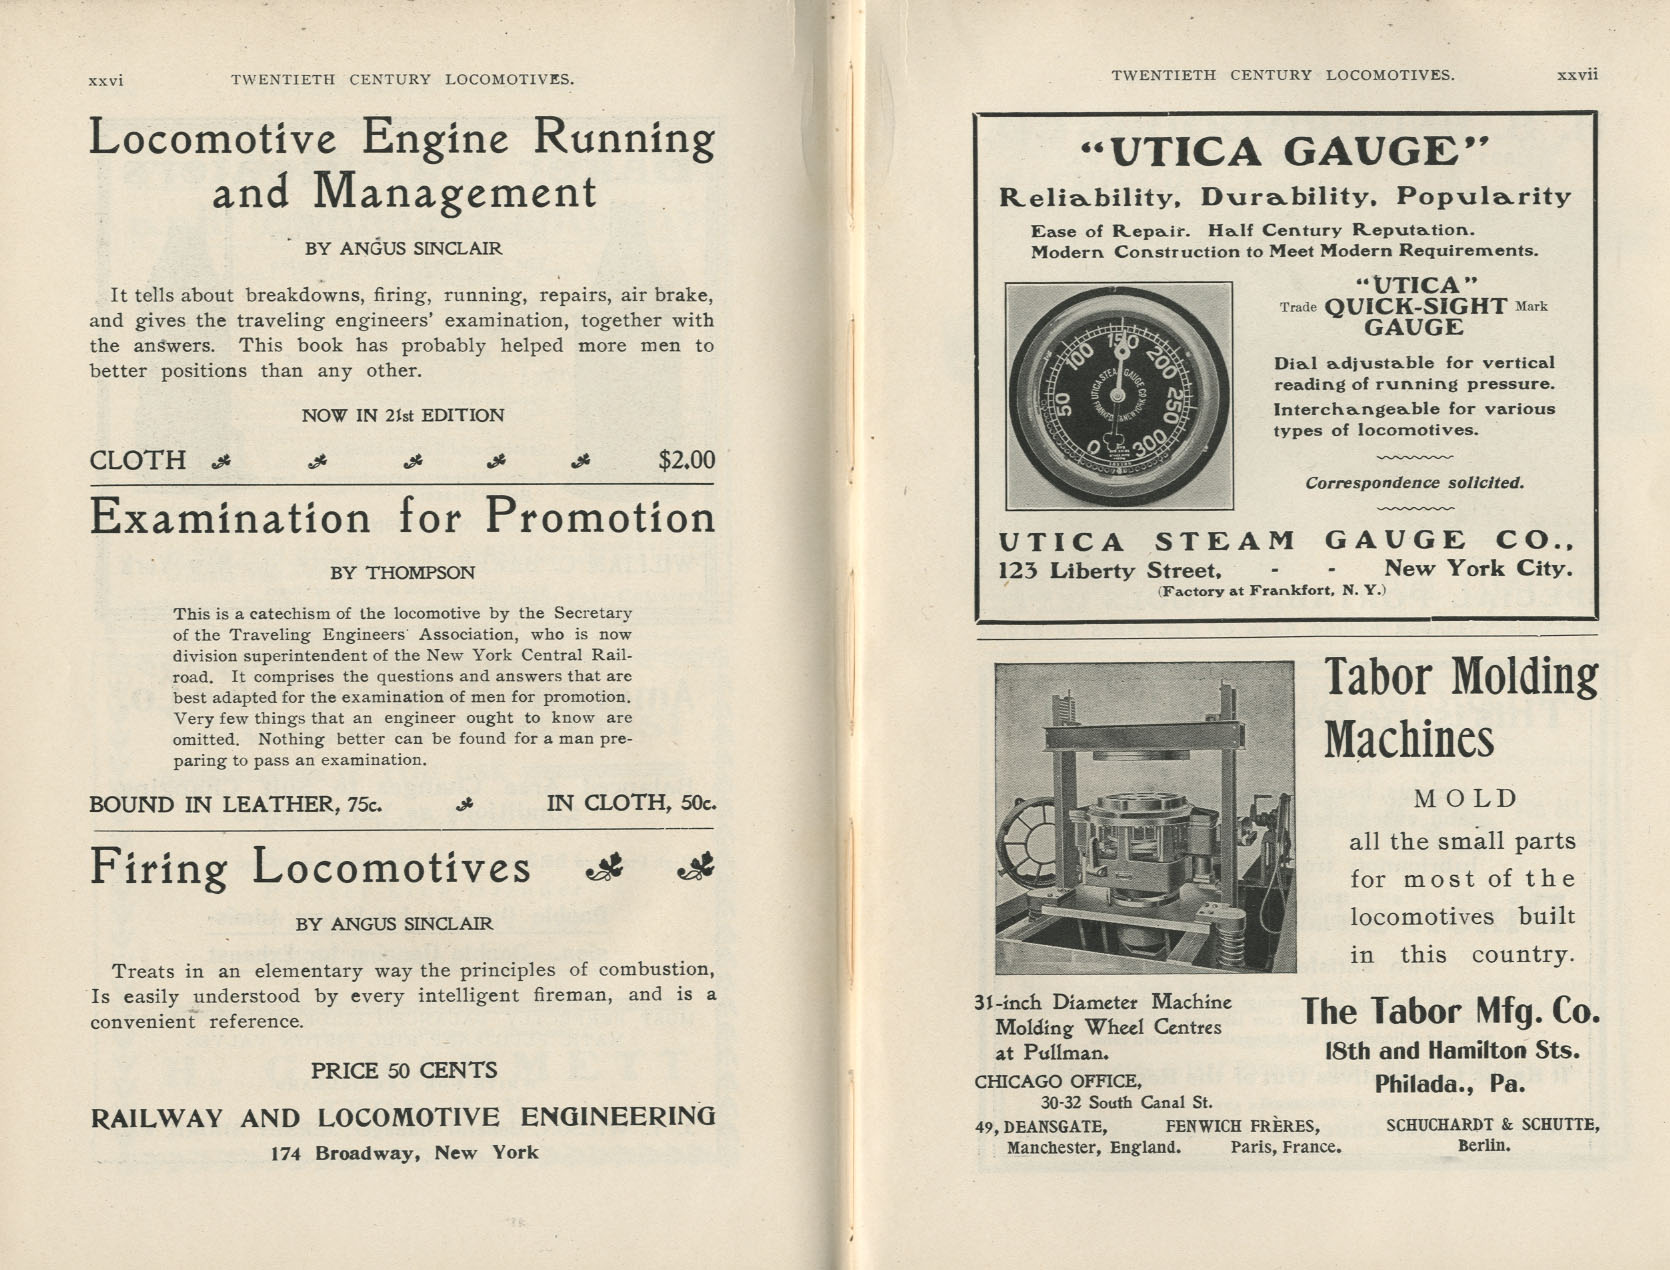 xxvi TWENTIETH CENTURY LOCOMOTIVES.
Locomotive Engine Running
and Management
BY ANGUS SINCLAIR
It tells about breakdowns, firing, running, repairs, air brake,
and gives the traveling engineers' examination, together with
the answers. This book has probably helped more men to
better positions than any other.
NOW IN 21st EDITION
CLOTH $2.00
Examination for Promotion
BY THOMPSON
This is a catechism of the locomotive by the Secretary
of the Traveling Engineers' Association, who is now
division superintendent of the New York Central Rail-
road. It comprises the questions and answers that are
best adapted for the examination of men for promotion.
Very few things that an engineer ought to know are
omitted. Nothing better can be found for a man pre-
paring to pass an examination.
BOUND IN LEATHER, 75c. IN CLOTH, 50c.
Firing Locomotives
BY ANGUS SINCLAIR
Treats in an elementary way the principles of combustion,
Is easily understood by every intelligent fireman, and is a
convenient reference.
PRICE 50 CENTS
RAILWAY AND LOCOMOTIVE ENGINEERING
174 Broadway, New York
TWENTIETH CENTURY LOCOMOTIVES. xxvii
"UTICA GAUGE"
Reliability, Durability, Popularity
Ease of Repair. Half Century Reputation.
Modern Construction to Meet Modern Requirements.
"UTICA"
Trade QUICK-SIGHT Mark
GAUGE
Dial adjustable for vertical
reading of running pressure.
Interchangeable for various
types of locomotives.
Correspondence solicited.
0 50 100 150 200 250 300
UTICA STEAM GAUGE CO.
UTICA STEAM GAUGE CO.,
123 Liberty Street, - - New York City.
(Factory at Frankfort, N. Y.)
Tabor Molding
Machines
MOLD
all the small parts
for most of the
locomotives built
in this country.
31-inch Diameter Machine
Molding Wheel Centres
at Pullman.
The Tabor Mfg. Co.
18th and Hamilton Sts.
Philada., Pa.
CHICAGO OFFICE,
30-32 South Canal St.
49, DEANSGATE, FENWICH FRÈRES, SCHUCHARDT & SCHUTTE,
Manchester, England. Paris, France. Berlin.